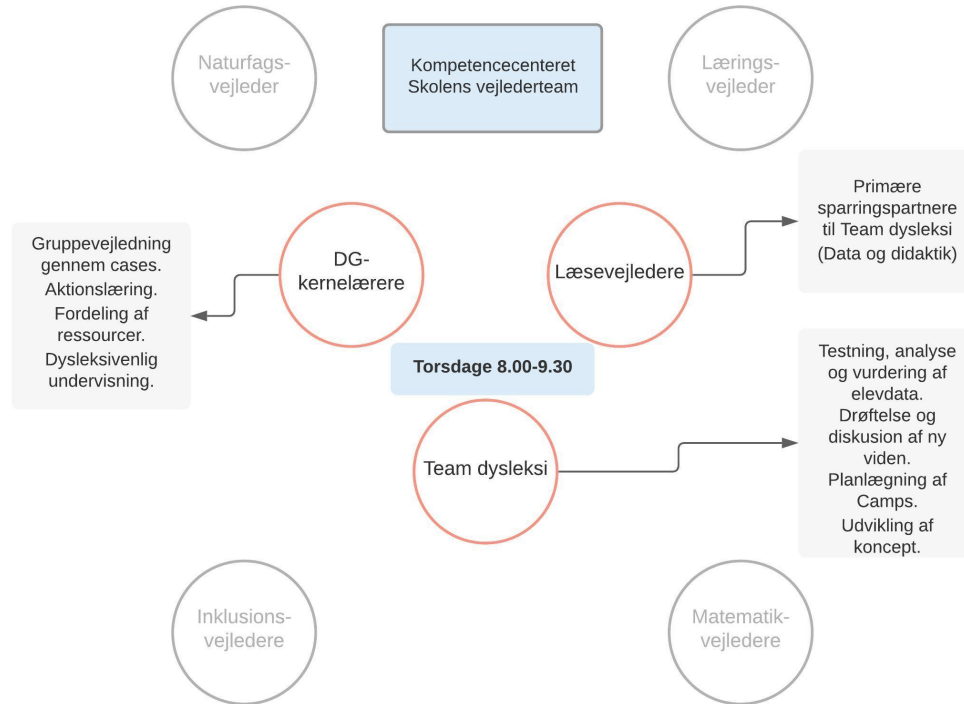 Naturfags-
vejleder
Kompetencecenteret
Skolens vejlederteam
Lærings-
vejleder
Primære
sparringspartnere
til Team dysleksi
(Data og didaktik)
Gruppevejledning
gennem cases.
Aktionslæring.
Fordeling af
ressourcer.
Dysleksivenlig
undervisning.
DG-
kernelærere
Læsevejledere
Torsdage 8.00-9.30
Team dysleksi
Testning, analyse
og vurdering af
elevdata.
Drøftelse og
diskusion af ny
viden.
Planlægning af
Camps.
Udvikling af
koncept.
Inklusions-
vejledere
Matematik-
vejledere